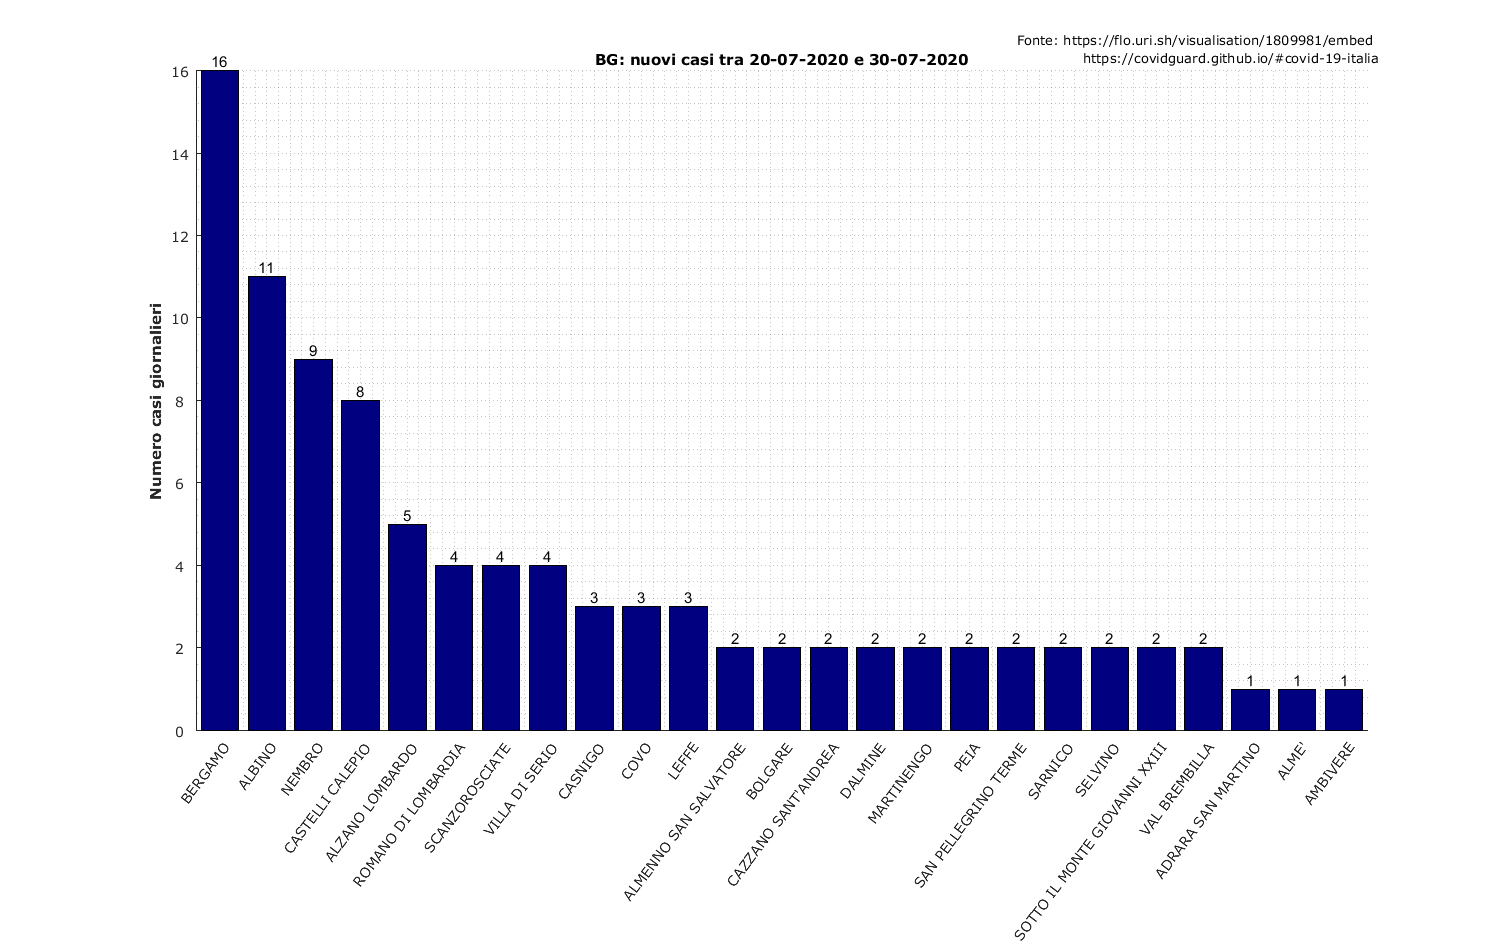 Fonte: https://flo.uri.sh/visualisation/1809981/embed
https://covidguard.github.io/#covid-19-italia
BG: nuovi casi tra 20-07-2020 e 30-07-2020
Numero casi giornalieri
16
14
12
10
8
6
4
2
0
16
11
9
8
5
4
4
4
3
3
3
2
2
2
2
2
2
2
2
2
2
2
1
1
1
BERGAMO
ALBINO
NEMBRO
CASTELLI CALEPIO
ALZANO LOMBARDO
ROMANO DI LOMBARDIA
SCANZOROSCIATE
VILLA DI SERIO
CASNIGO
COVO
LEFFE
ALMENNO SAN SALVATORE
BOLGARE
CAZZANO SANT'ANDREA
DALMINE
MARTINENGO
PEIA
SAN PELLEGRINO TERME
SARNICO
SELVINO
SOTTO IL MONTE GIOVANNI XXIII
VAL BREMBILLA
ADRARA SAN MARTINO
ALME'
AMBIVERE